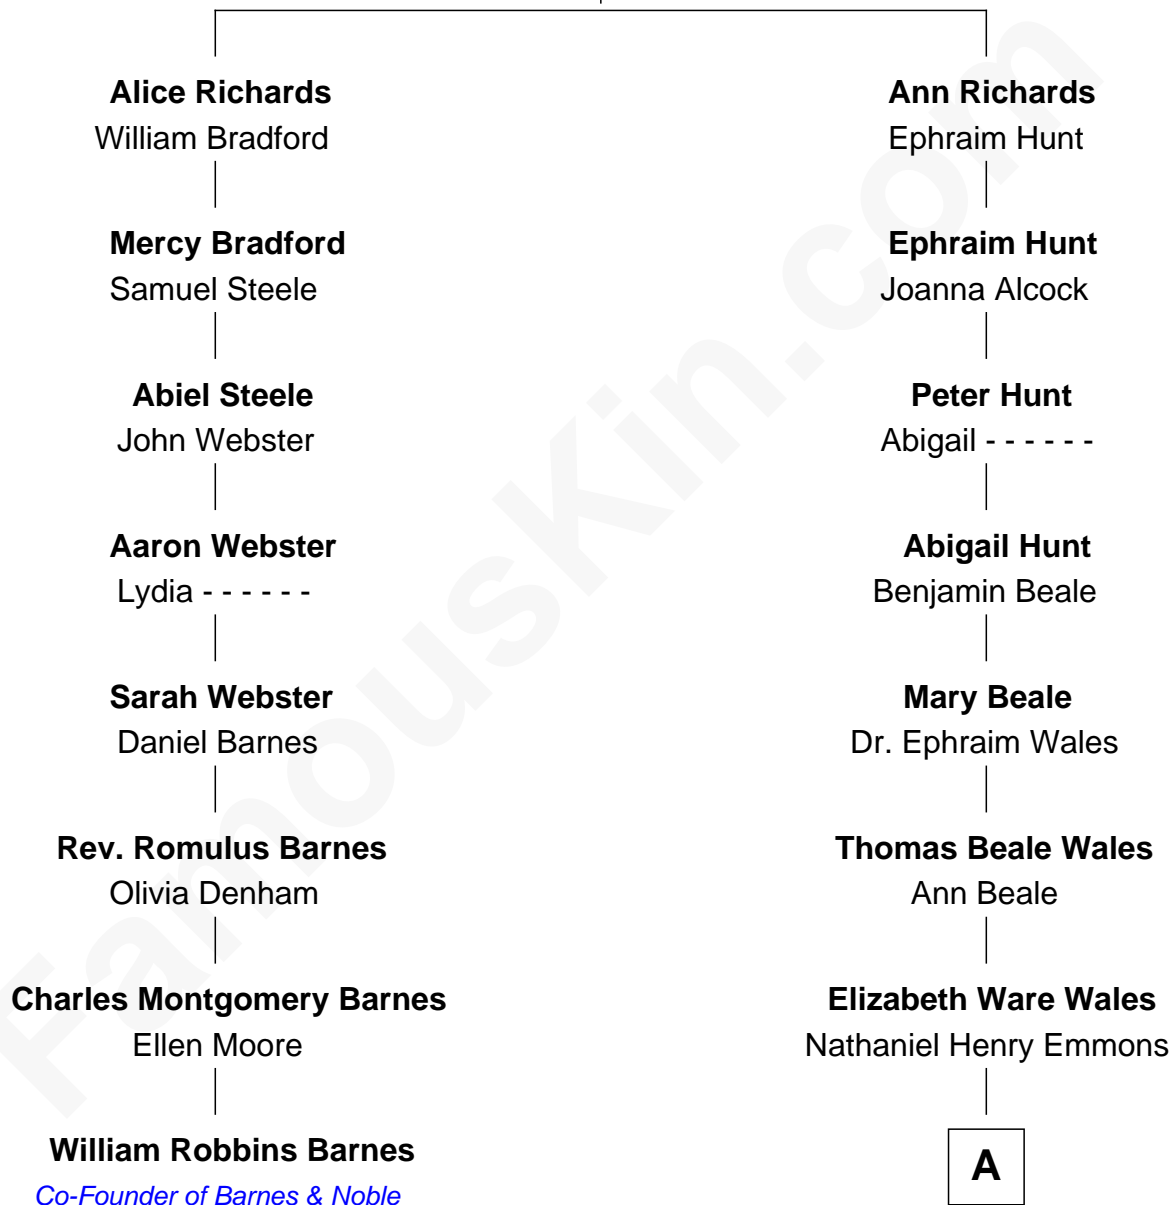 Alice Richards
William Bradford
Mercy Bradford
Samuel Steele
Abiel Steele
John Webster
Aaron Webster
Lydia - - - - - -
Sarah Webster
Daniel Barnes
Rev. Romulus Barnes
Olivia Denham
Charles Montgomery Barnes
Ellen Moore
William Robbins Barnes
Co-Founder of Barnes & Noble
Ann Richards
Ephraim Hunt
Ephraim Hunt
Joanna Alcock
Peter Hunt
Abigail - - - - - -
Abigail Hunt
Benjamin Beale
Mary Beale
Dr. Ephraim Wales
Thomas Beale Wales
Ann Beale
Elizabeth Ware Wales
Nathaniel Henry Emmons
A
FamousKin.com